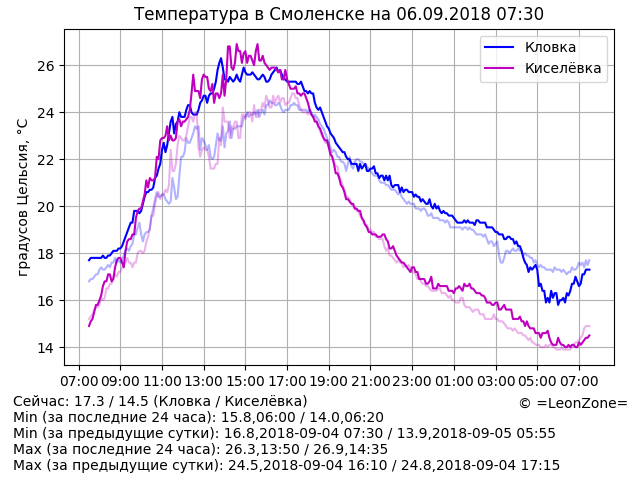 Температура в Смоленске на 06.09.2018 07:30
Кловка
Киселёвка
градусов Цельсия, °C
26
24
22
20
18
16
14
07:00 09:00 11:00 13:00 15:00 17:00 19:00 21:00 23:00 01:00 03:00 05:00 07:00
Сейчас: 17.3 / 14.5 (Кловка / Киселёвка)
© =LeonZone=
Min (за последние 24 часа): 15.8,06:00 / 14.0,06:20
Min (за предыдущие сутки): 16.8,2018-09-04 07:30 / 13.9,2018-09-05 05:55
Max (за последние 24 часа): 26.3,13:50 / 26.9,14:35
Max (за предыдущие сутки): 24.5,2018-09-04 16:10 / 24.8,2018-09-04 17:15